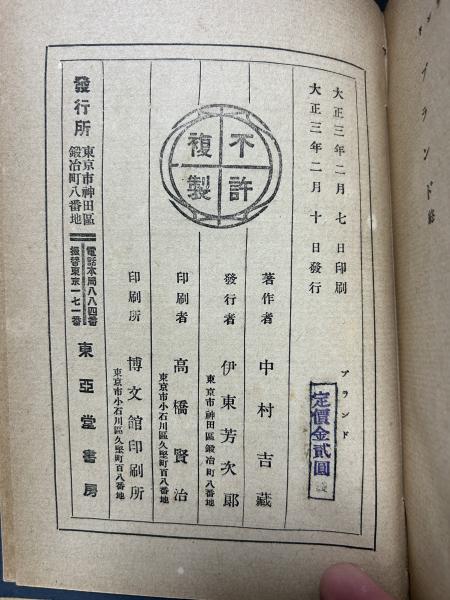 ブランド終
大正三年二月七日印刷
大正三年二月十日發行
ブランド
定價金貳圓
不許
複製
著作者 中村吉藏
發行者 伊東芳次郎
東京市神田區鍛冶町八番地
印刷者 高橋賢治
東京市小石川區久堅町百八番地
印刷所 博文館印刷所
東京市小石川區久堅町百八番地
發行所 東京市神田區鍛冶町八番地
電話本局八八四番
振替東京一七一番
東亞堂書房